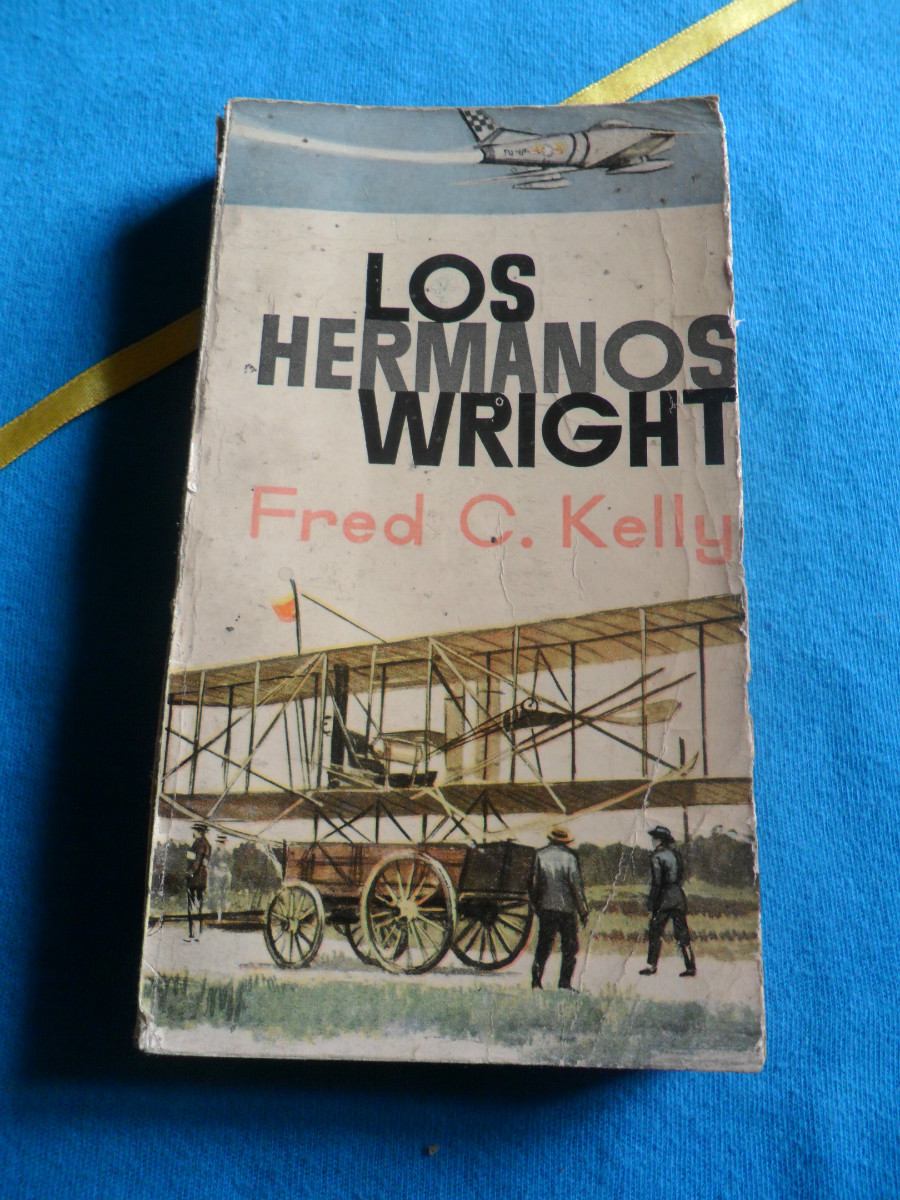 LOS
HERMANOS
WRIGHT
Fred C. Kelly